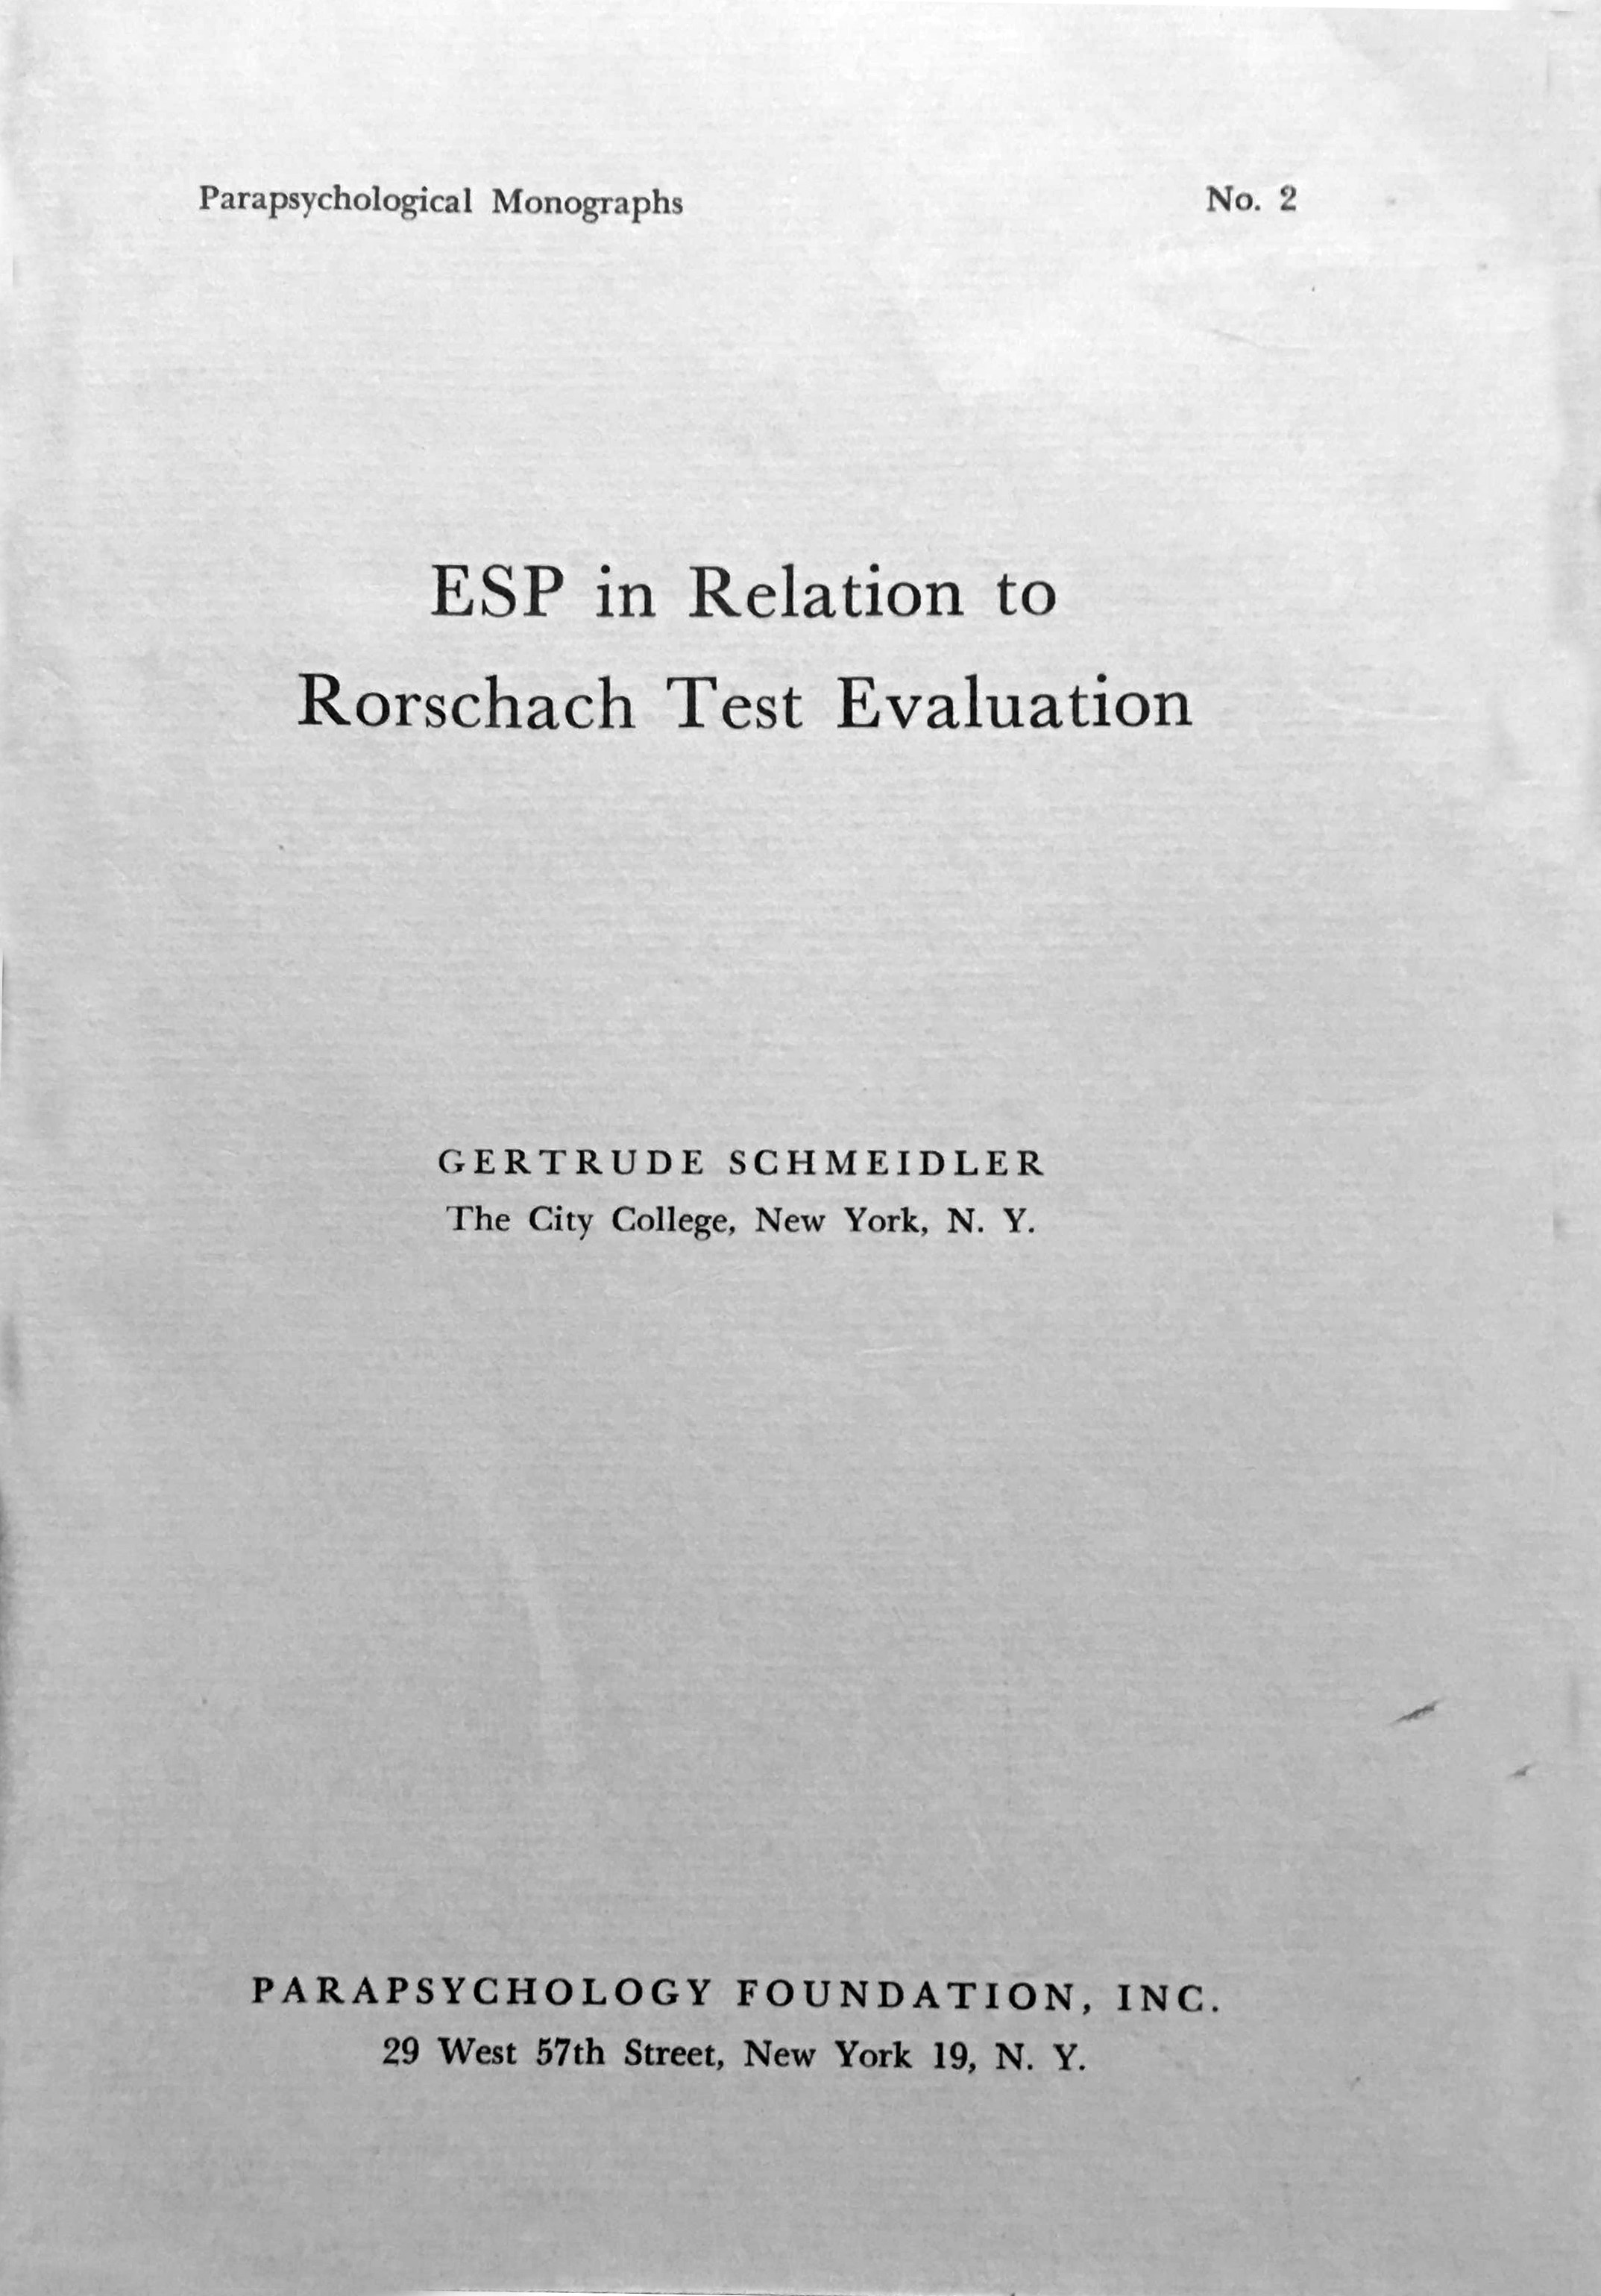 Parapsychological Monographs No. 2
ESP in Relation to
Rorschach Test Evaluation
GERTRUDE SCHMEIDLER
The City College, New York, N. Y.
PARAPSYCHOLOGY FOUNDATION, INC.
29 West 57th Street, New York 19, N. Y.